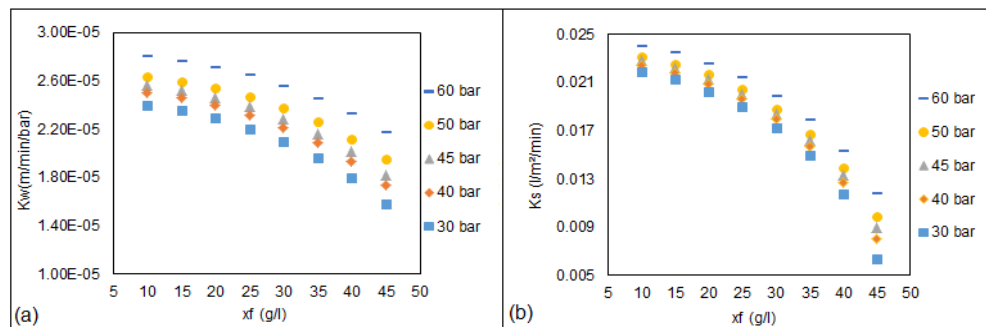 3.00E-05
2.60E-05
2.20E-05
1.80E-05
1.40E-05
1.00E-05
Kw(m/min/bar)
5 10 15 20 25 30 35 40 45 50
xf (g/l)
60 bar
50 bar
45 bar
40 bar
30 bar
(a)
0.025
0.021
0.017
0.013
0.009
0.005
Ks (l/m²/min)
5 10 15 20 25 30 35 40 45 50
xf (g/l)
60 bar
50 bar
45 bar
40 bar
30 bar
(b)